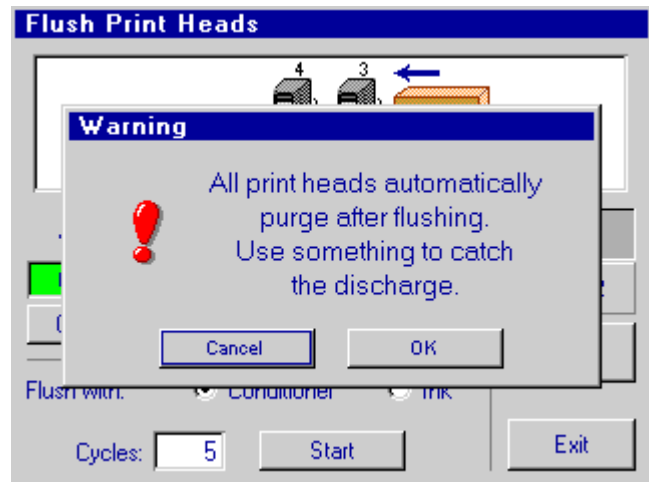 Flush Print Heads
4 3
Warning
All print heads automatically
purge after flushing.
Use something to catch
the discharge.
Cancel OK
Flush with: Conditioner Ink
Cycles: 5 Start Exit